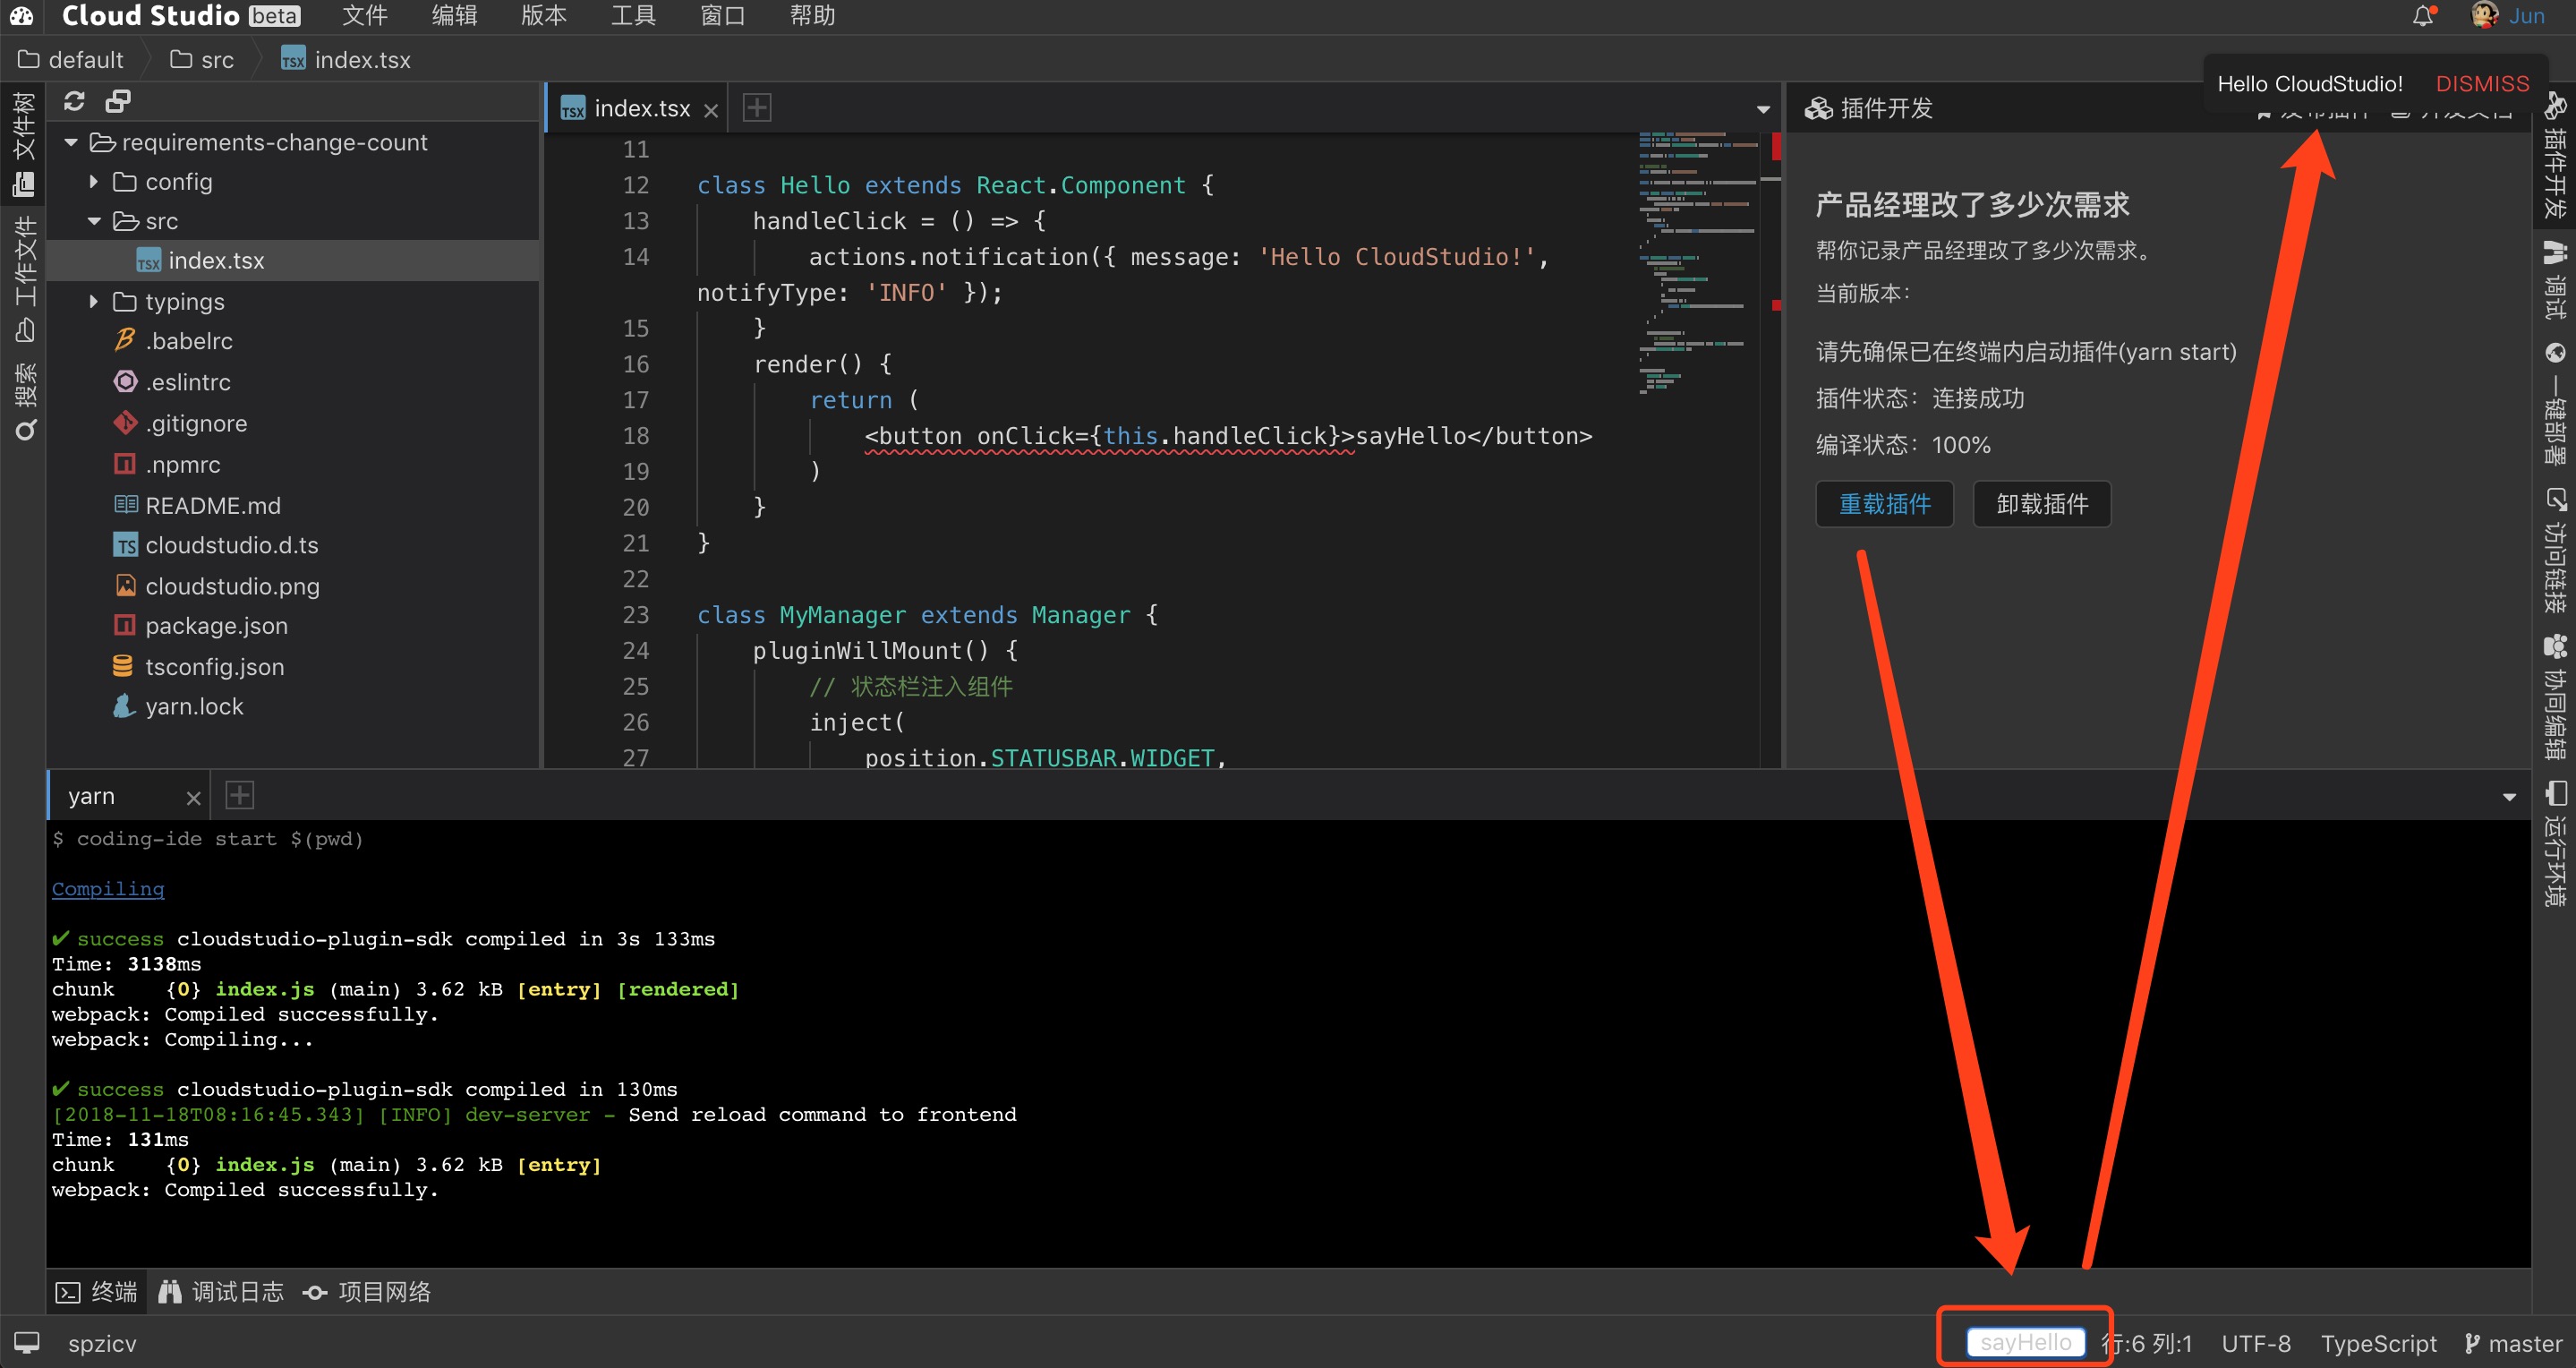 Cloud Studio beta 文件 编辑 版本 工具 窗口 帮助 Jun
default src index.tsx
Hello CloudStudio! DISMISS
文件树
工作文件
搜索
requirements-change-count
config
src
index.tsx
typings
.babelrc
.eslintrc
.gitignore
.npmrc
README.md
cloudstudio.d.ts
cloudstudio.png
package.json
tsconfig.json
yarn.lock
index.tsx
11
12 class Hello extends React.Component {
13 handleClick = () => {
14 actions.notification({ message: 'Hello CloudStudio!',
notifyType: 'INFO' });
15 }
16 render() {
17 return (
18 <button onClick={this.handleClick}>sayHello</button>
19 )
20 }
21 }
22
23 class MyManager extends Manager {
24 pluginWillMount() {
25 // 状态栏注入组件
26 inject(
27 position.STATUSBAR.WIDGET,
插件开发
产品经理改了多少次需求
帮你记录产品经理改了多少次需求。
当前版本：
请先确保已在终端内启动插件(yarn start)
插件状态：连接成功
编译状态：100%
重载插件 卸载插件
插件开发
调试
一键部署
访问链接
协同编辑
运行环境
yarn
$ coding-ide start $(pwd)
Compiling
✔ success cloudstudio-plugin-sdk compiled in 3s 133ms
Time: 3138ms
chunk {0} index.js (main) 3.62 kB [entry] [rendered]
webpack: Compiled successfully.
webpack: Compiling...
✔ success cloudstudio-plugin-sdk compiled in 130ms
[2018-11-18T08:16:45.343] [INFO] dev-server - Send reload command to frontend
Time: 131ms
chunk {0} index.js (main) 3.62 kB [entry]
webpack: Compiled successfully.
终端 调试日志 项目网络
spzicv sayHello 行:6 列:1 UTF-8 TypeScript master